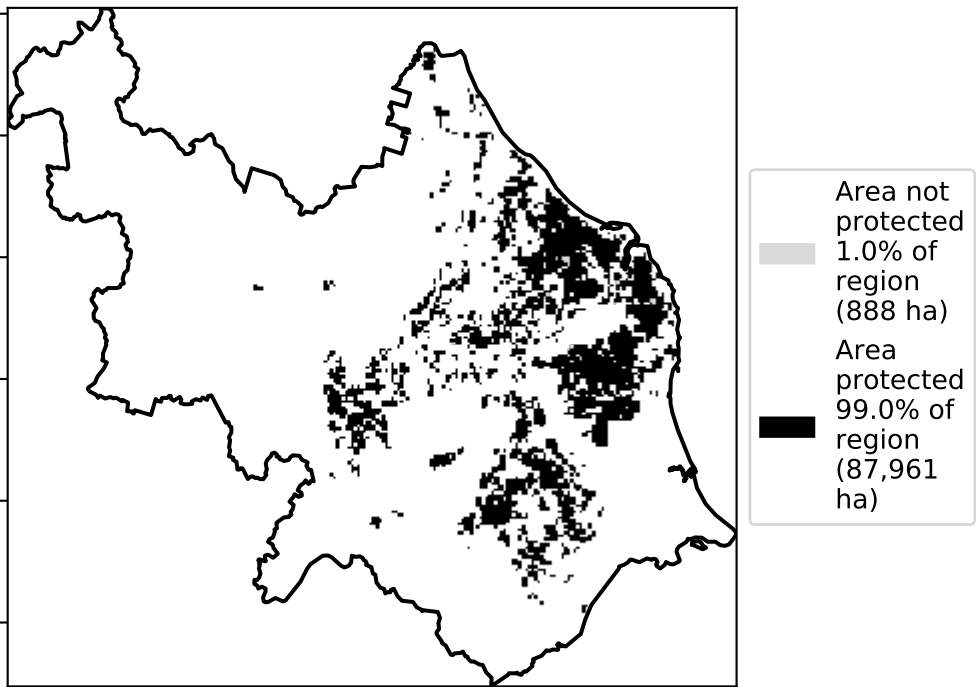 Area not
protected
1.0% of
region
(888 ha)
Area
protected
99.0% of
region
(87,961
ha)